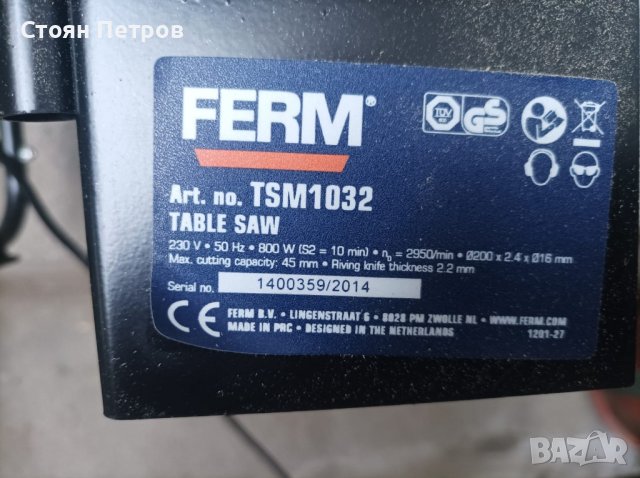 Стоян Петров
FERM®
TÜV GS
Art. no. TSM1032
TABLE SAW
230 V • 50 Hz • 800 W (S2 = 10 min) • n₀ = 2950/min • Ø200 x 2.4 x Ø16 mm
Max. cutting capacity: 45 mm • Riving knife thickness 2.2 mm
Serial no. 1400359/2014
CE FERM B.V. • LINGENSTRAAT 6 • 8028 PM ZWOLLE NL • WWW.FERM.COM
MADE IN PRC • DESIGNED IN THE NETHERLANDS 1201-27
BAZAR